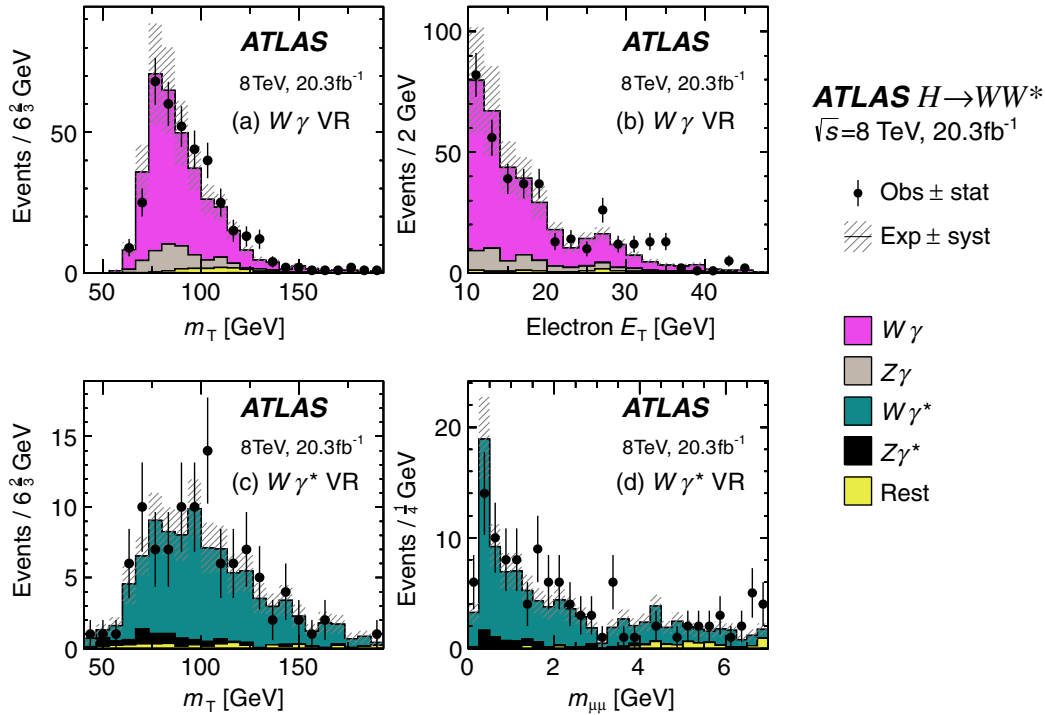 Events / 6⅔ GeV
50
0
ATLAS
8TeV, 20.3fb⁻¹
(a) Wγ VR
50
100
150
m_T [GeV]
Events / 2 GeV
100
50
0
ATLAS
8TeV, 20.3fb⁻¹
(b) Wγ VR
10
20
30
40
Electron E_T [GeV]
Events / 6⅔ GeV
15
10
5
0
ATLAS
8TeV, 20.3fb⁻¹
(c) Wγ* VR
50
100
150
m_T [GeV]
Events / ¼ GeV
20
10
0
ATLAS
8TeV, 20.3fb⁻¹
(d) Wγ* VR
0
2
4
6
m_μμ [GeV]
ATLAS H→WW*
√s=8 TeV, 20.3fb⁻¹
Obs ± stat
Exp ± syst
Wγ
Zγ
Wγ*
Zγ*
Rest